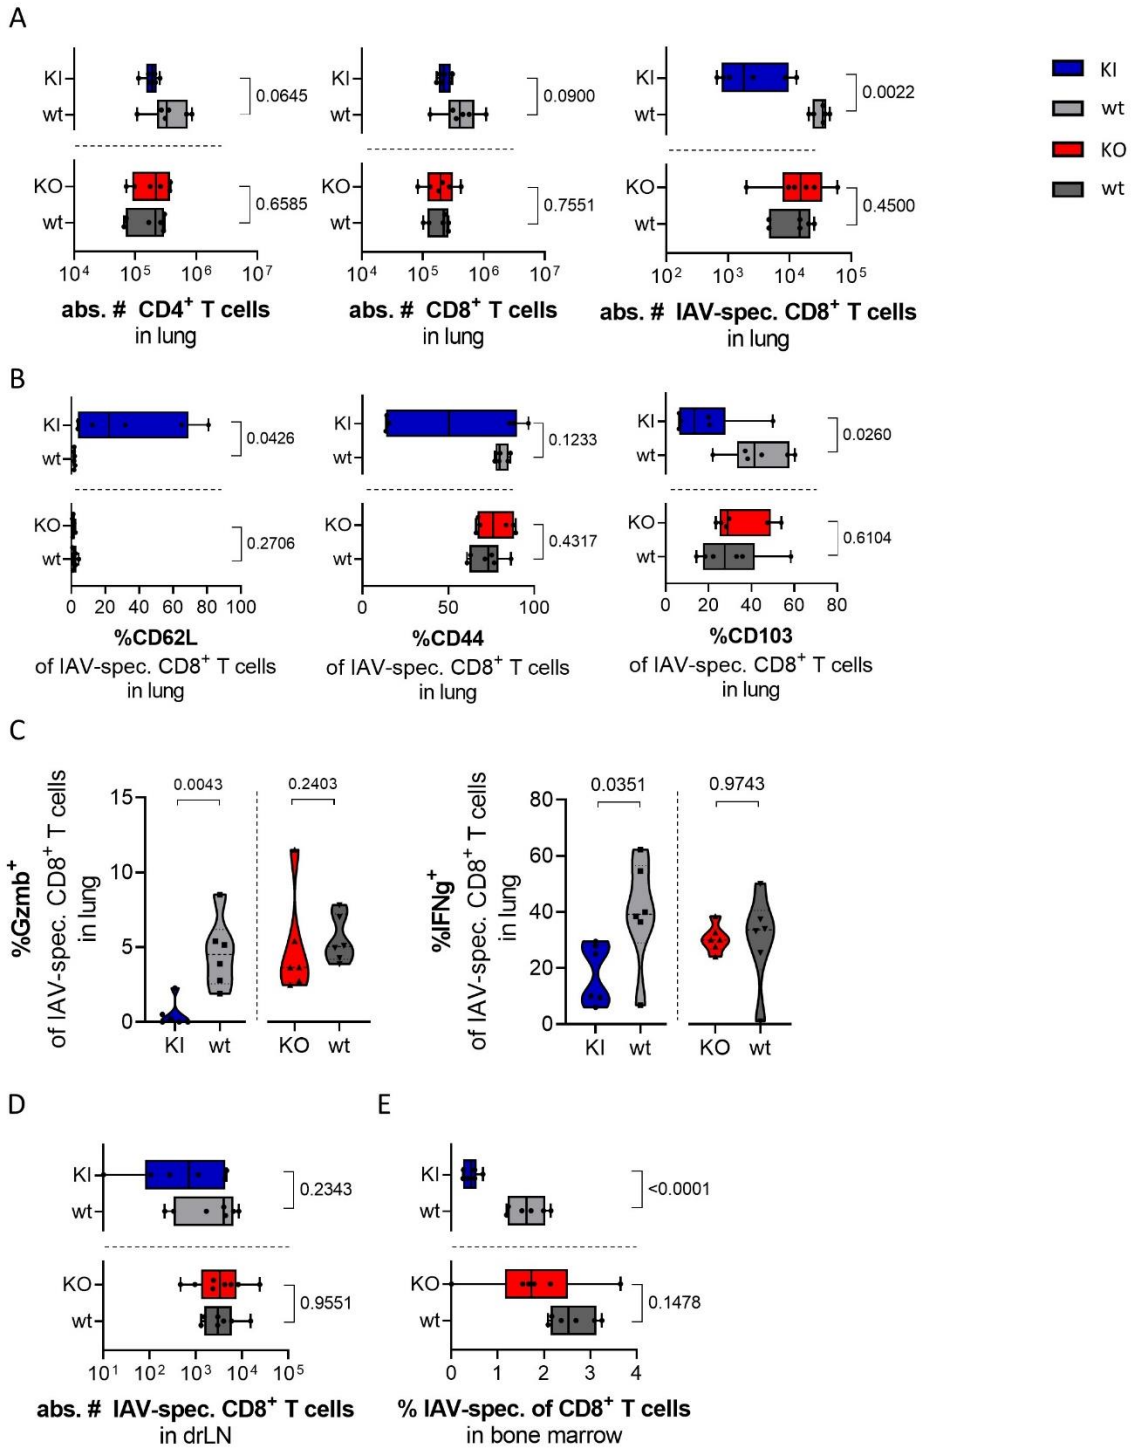 A
KI
wt
KO
wt
0.0645
0.6585
10⁴ 10⁵ 10⁶ 10⁷
abs. # CD4⁺ T cells
in lung
KI
wt
KO
wt
0.0900
0.7551
10⁴ 10⁵ 10⁶ 10⁷
abs. # CD8⁺ T cells
in lung
KI
wt
KO
wt
0.0022
0.4500
10² 10³ 10⁴ 10⁵
abs. # IAV-spec. CD8⁺ T cells
in lung
KI
wt
KO
wt
B
KI
wt
KO
wt
0.0426
0.2706
0 20 40 60 80 100
%CD62L
of IAV-spec. CD8⁺ T cells
in lung
KI
wt
KO
wt
0.1233
0.4317
0 50 100
%CD44
of IAV-spec. CD8⁺ T cells
in lung
KI
wt
KO
wt
0.0260
0.6104
0 20 40 60 80
%CD103
of IAV-spec. CD8⁺ T cells
in lung
C
%Gzmb⁺
of IAV-spec. CD8⁺ T cells
in lung
15
10
5
0
0.0043
0.2403
KI wt KO wt
%IFNg⁺
of IAV-spec. CD8⁺ T cells
in lung
80
60
40
20
0
0.0351
0.9743
KI wt KO wt
D
KI
wt
KO
wt
0.2343
0.9551
10¹ 10² 10³ 10⁴ 10⁵
abs. # IAV-spec. CD8⁺ T cells
in drLN
E
KI
wt
KO
wt
<0.0001
0.1478
0 1 2 3 4
% IAV-spec. of CD8⁺ T cells
in bone marrow